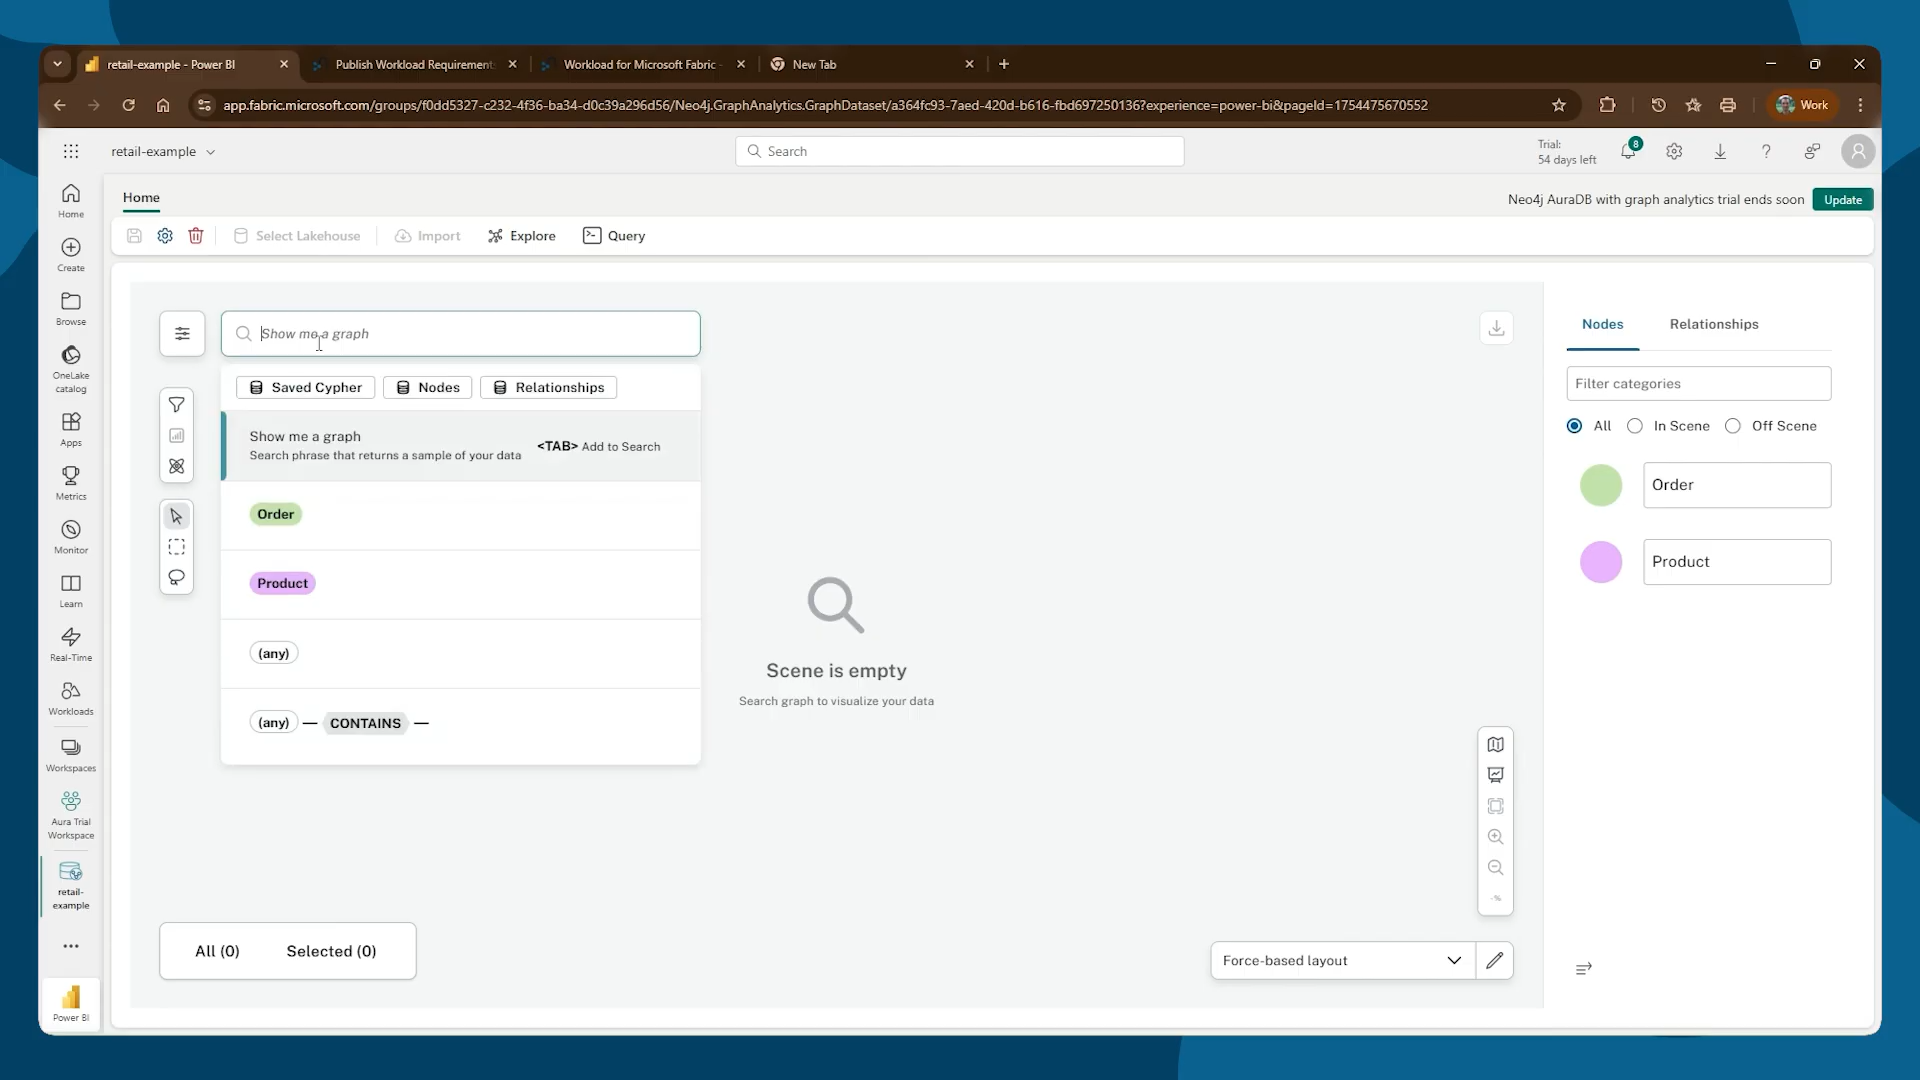 retail-example - Power BI
Publish Workload Requirement
Workload for Microsoft Fabric
New Tab
app.fabric.microsoft.com/groups/f0dd5327-c232-4f36-ba34-d0c39a296d56/Neo4j.GraphAnalytics.GraphDataset/a364fc93-7aed-420d-b616-fbd697250136?experience=power-bi&pageId=1754475670552
Work
retail-example
Search
Trial:
54 days left
8
Home
Neo4j AuraDB with graph analytics trial ends soon
Update
Select Lakehouse
Import
Explore
Query
Home
Create
Browse
OneLake
catalog
Apps
Metrics
Monitor
Learn
Real-Time
Workloads
Workspaces
Aura Trial
Workspace
retail-
example
Power BI
Show me a graph
Saved Cypher
Nodes
Relationships
Show me a graph
Search phrase that returns a sample of your data
<TAB> Add to Search
Order
Product
(any)
(any) — CONTAINS —
Scene is empty
Search graph to visualize your data
All (0)
Selected (0)
-%
Force-based layout
Nodes
Relationships
Filter categories
All
In Scene
Off Scene
Order
Product